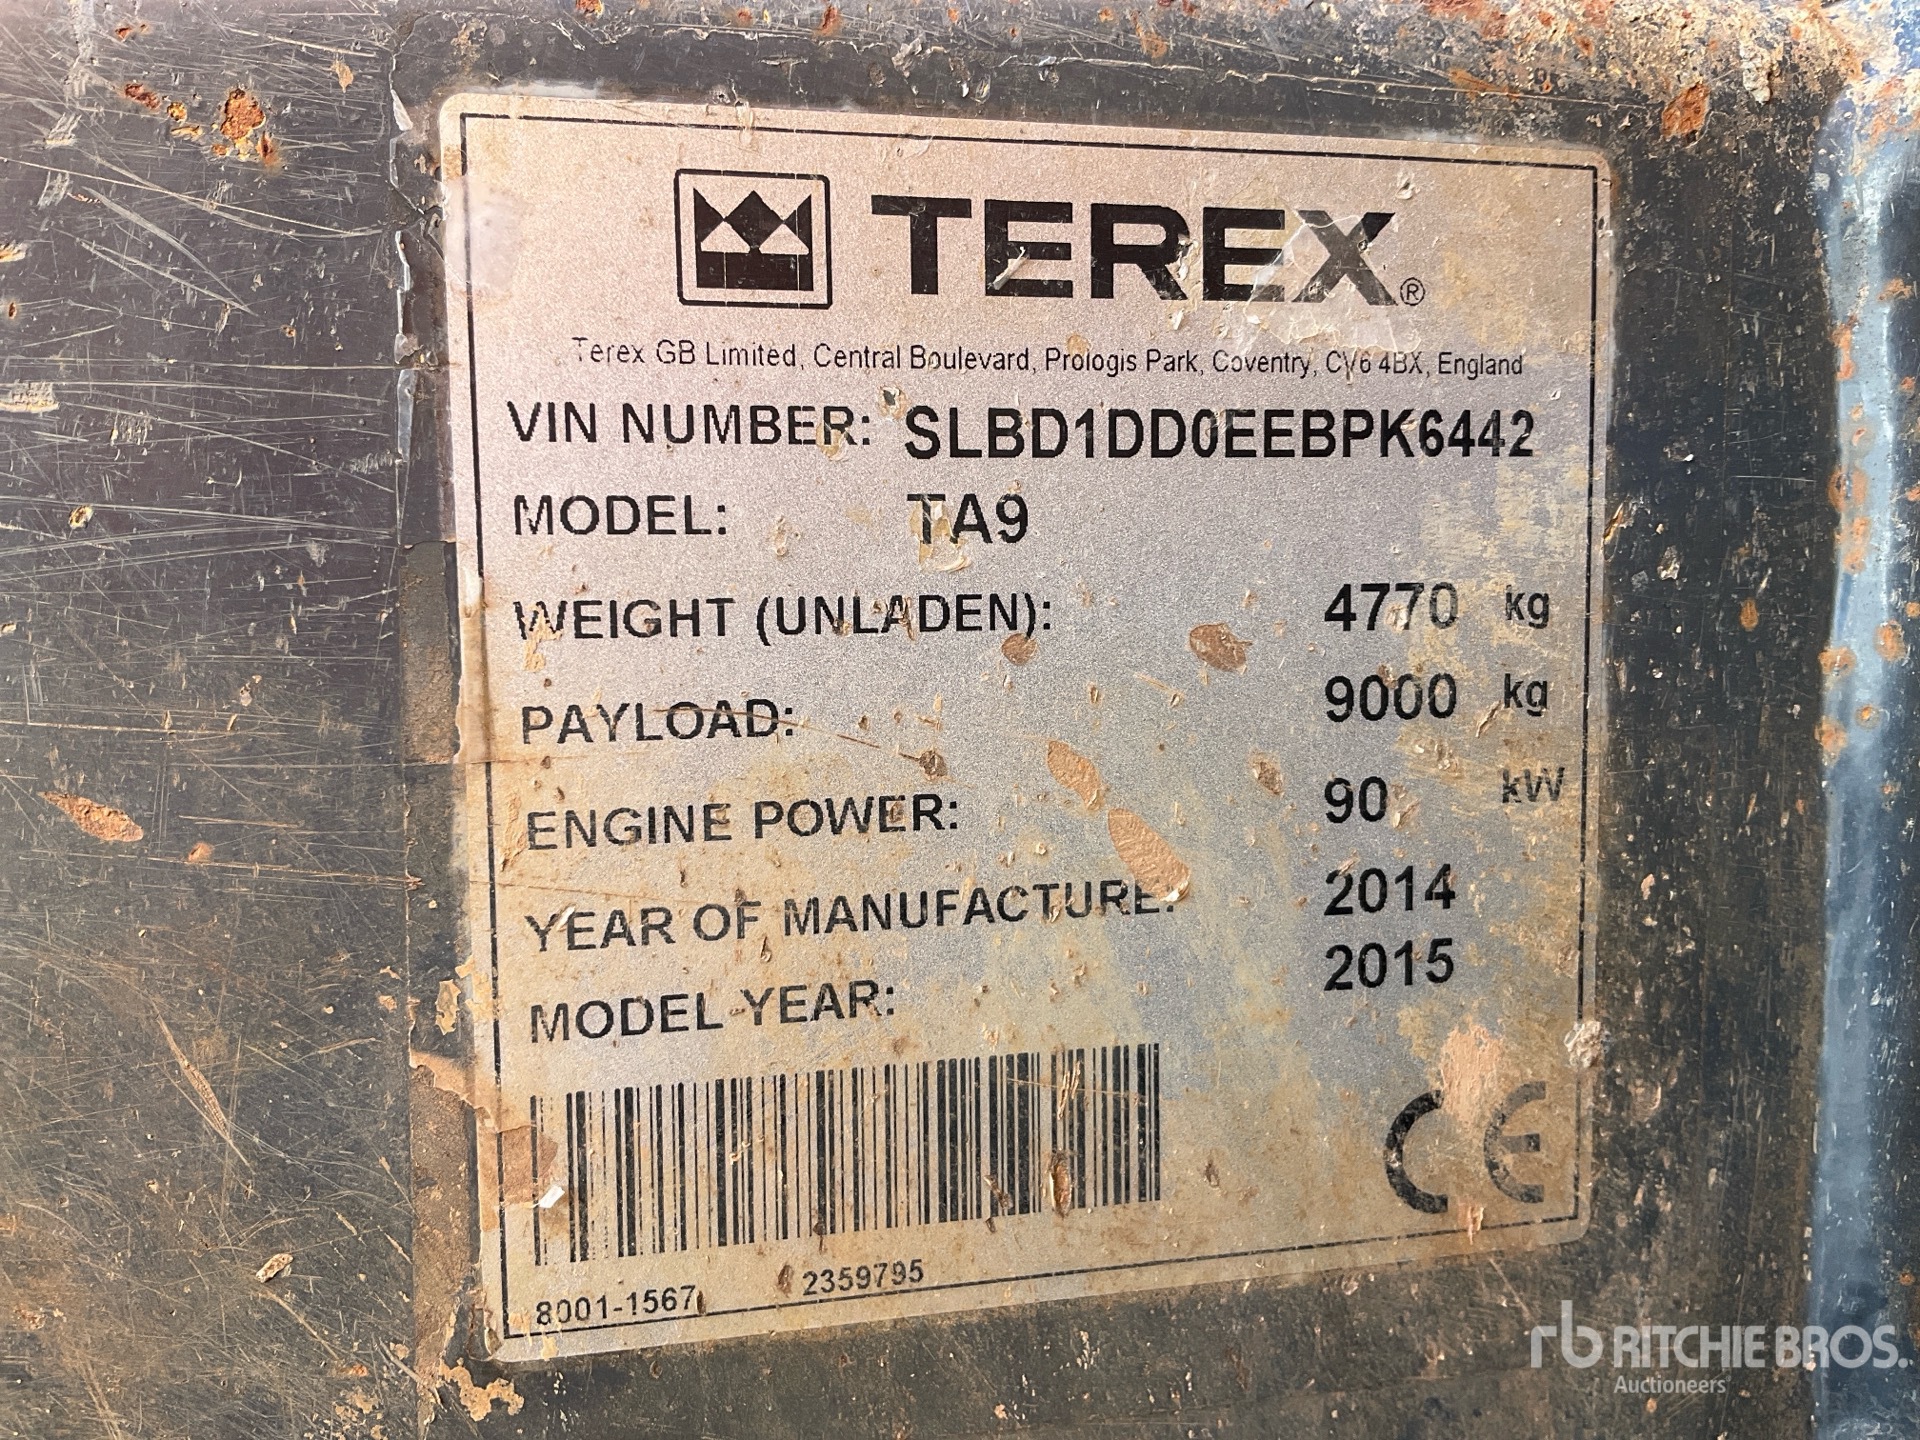 TEREX®
Terex GB Limited, Central Boulevard, Prologis Park, Coventry, CV6 4BX, England
VIN NUMBER: SLBD1DD0EEBPK6442
MODEL: TA9
WEIGHT (UNLADEN): 4770 kg
PAYLOAD: 9000 kg
ENGINE POWER: 90 kW
YEAR OF MANUFACTURE: 2014
MODEL YEAR: 2015
CE
8001-1567 2359795
rb RITCHIE BROS.
Auctioneers